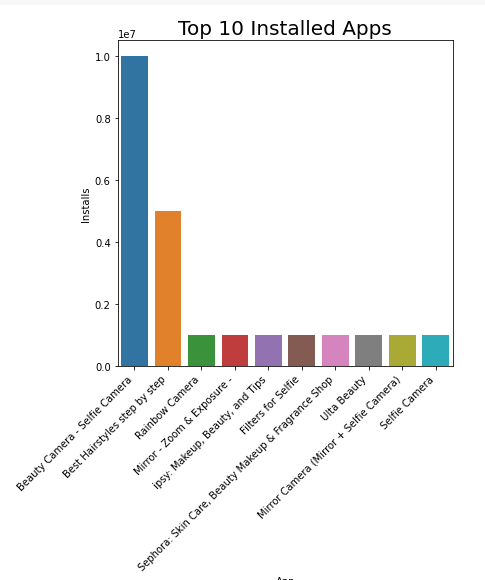 Top 10 Installed Apps
1e7
1.0
0.8
0.6
0.4
0.2
0.0
Installs
Beauty Camera - Selfie Camera
Best Hairstyles step by step
Rainbow Camera
Mirror - Zoom & Exposure -
ipsy: Makeup, Beauty, and Tips
Filters for Selfie
Sephora: Skin Care, Beauty Makeup & Fragrance Shop
Ulta Beauty
Mirror Camera (Mirror + Selfie Camera)
Selfie Camera